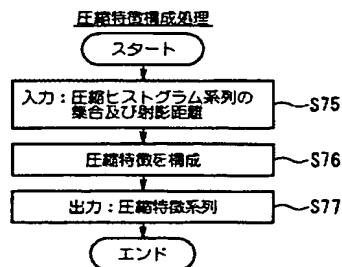 圧縮特徴構成処理
スタート
入力：圧縮ヒストグラム系列の
集合及び射影距離
S75
圧縮特徴を構成
S76
出力：圧縮特徴系列
S77
エンド